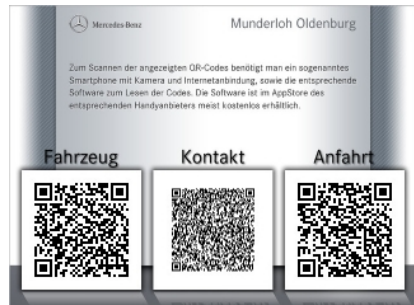 Mercedes-Benz
Munderloh Oldenburg
Zum Scannen der angezeigten QR-Codes benötigt man ein sogenanntes
Smartphone mit Kamera und Internetanbindung, sowie die entsprechende
Software zum Lesen der Codes. Die Software ist im AppStore des
entsprechenden Handyanbieters meist kostenlos erhältlich.
Fahrzeug
Kontakt
Anfahrt